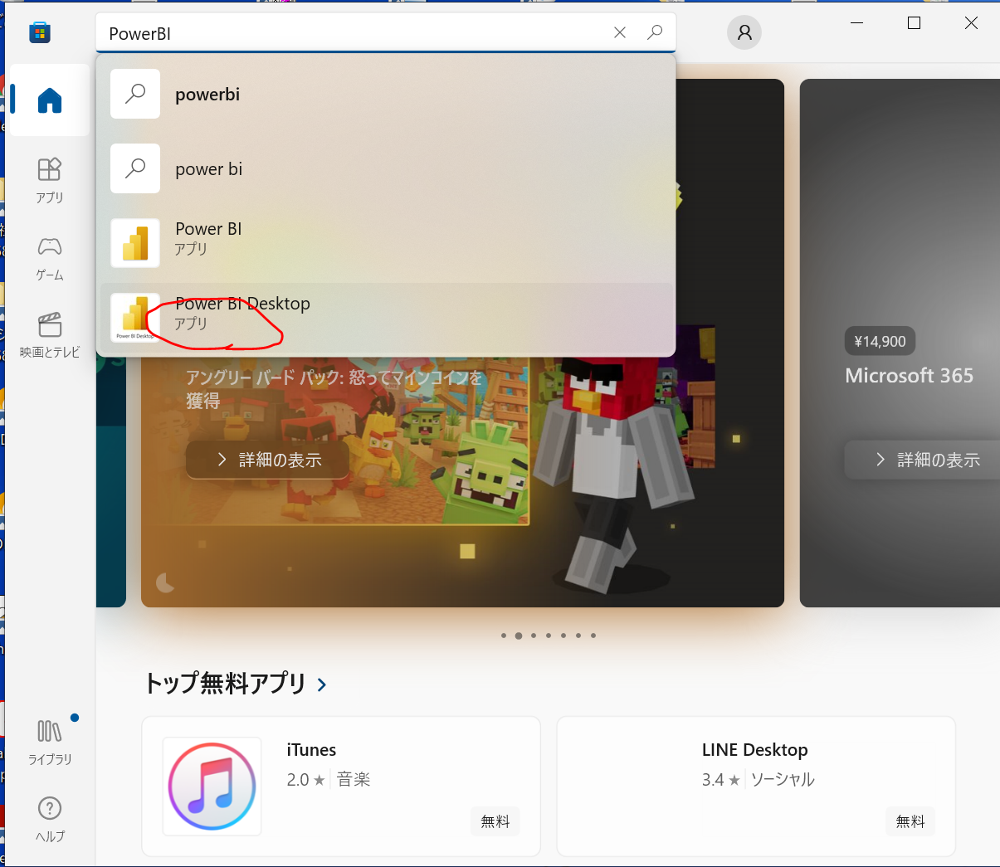 PowerBI
powerbi
power bi
Power BI
アプリ
Power BI Desktop
アプリ
Power BI Desktop
アプリ
ゲーム
映画とテレビ
アングリー バード パック: 怒ってマインコインを
獲得
詳細の表示
¥14,900
Microsoft 365
詳細の表示
トップ無料アプリ
iTunes
2.0 ★ 音楽
無料
LINE Desktop
3.4 ★ ソーシャル
無料
ライブラリ
ヘルプ